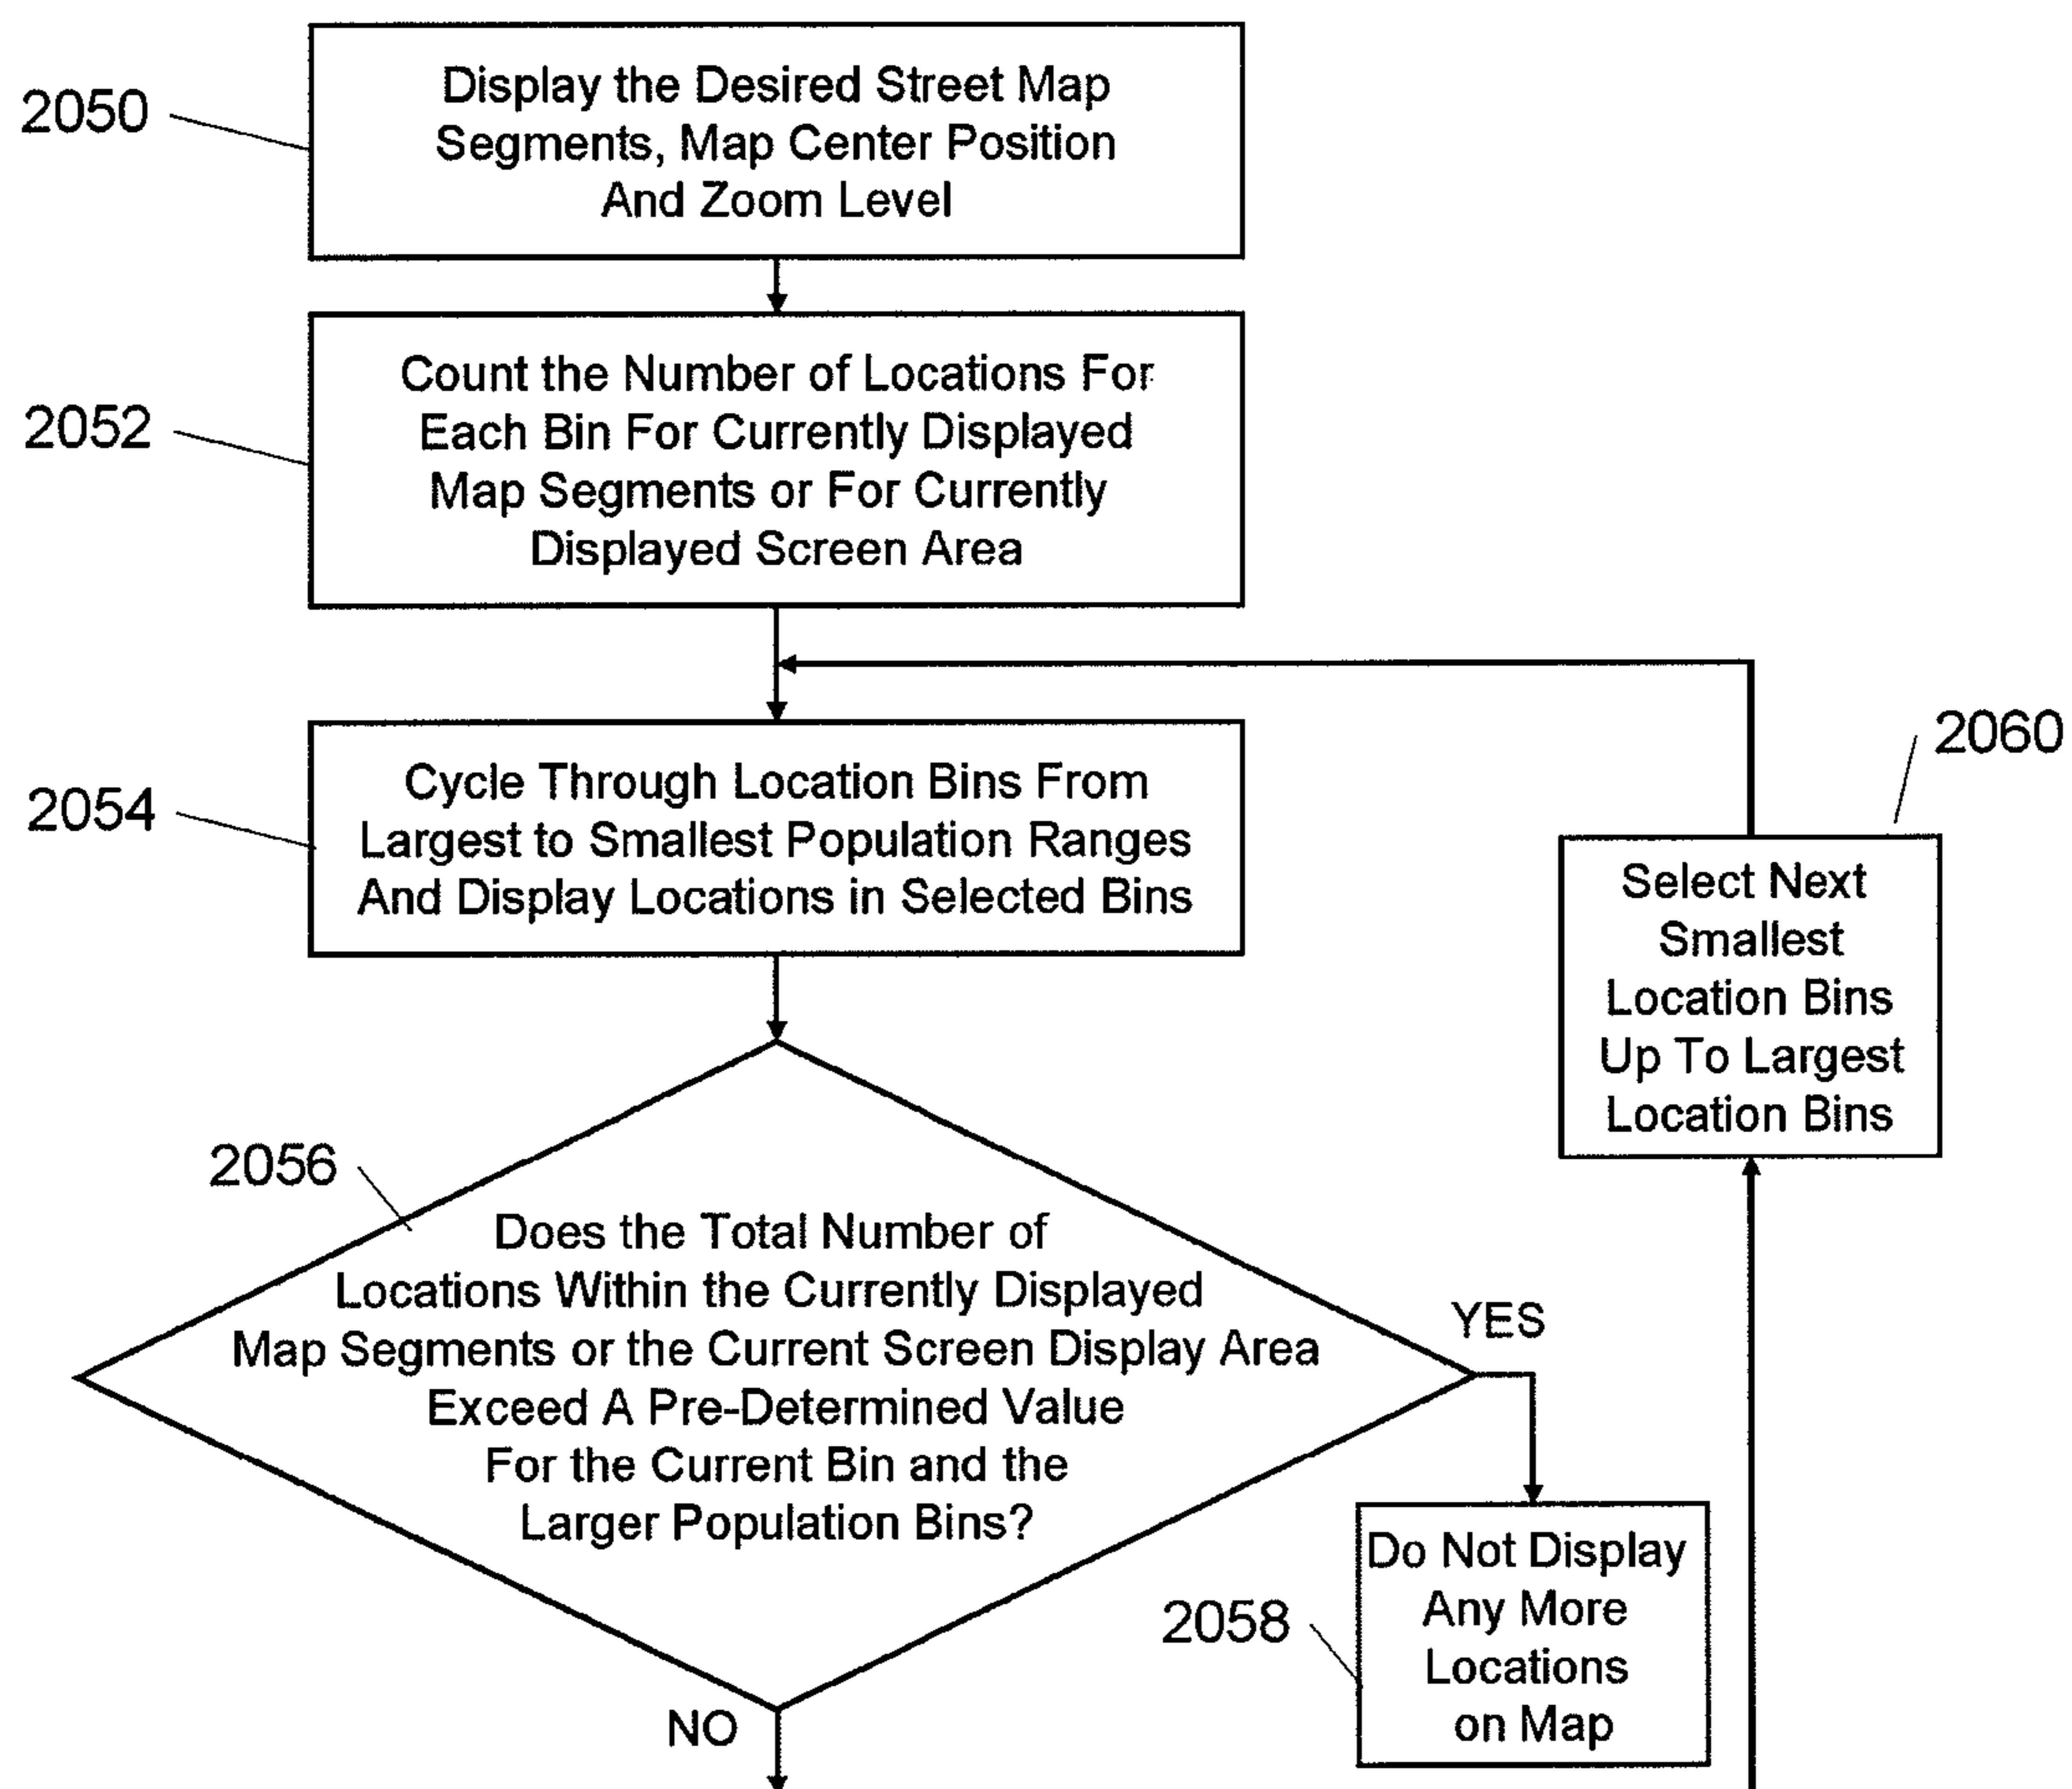 2050
Display the Desired Street Map
Segments, Map Center Position
And Zoom Level
2052
Count the Number of Locations For
Each Bin For Currently Displayed
Map Segments or For Currently
Displayed Screen Area
2054
Cycle Through Location Bins From
Largest to Smallest Population Ranges
And Display Locations in Selected Bins
2060
Select Next
Smallest
Location Bins
Up To Largest
Location Bins
2056
Does the Total Number of
Locations Within the Currently Displayed
Map Segments or the Current Screen Display Area
Exceed A Pre-Determined Value
For the Current Bin and the
Larger Population Bins?
YES
2058
Do Not Display
Any More
Locations
on Map
NO